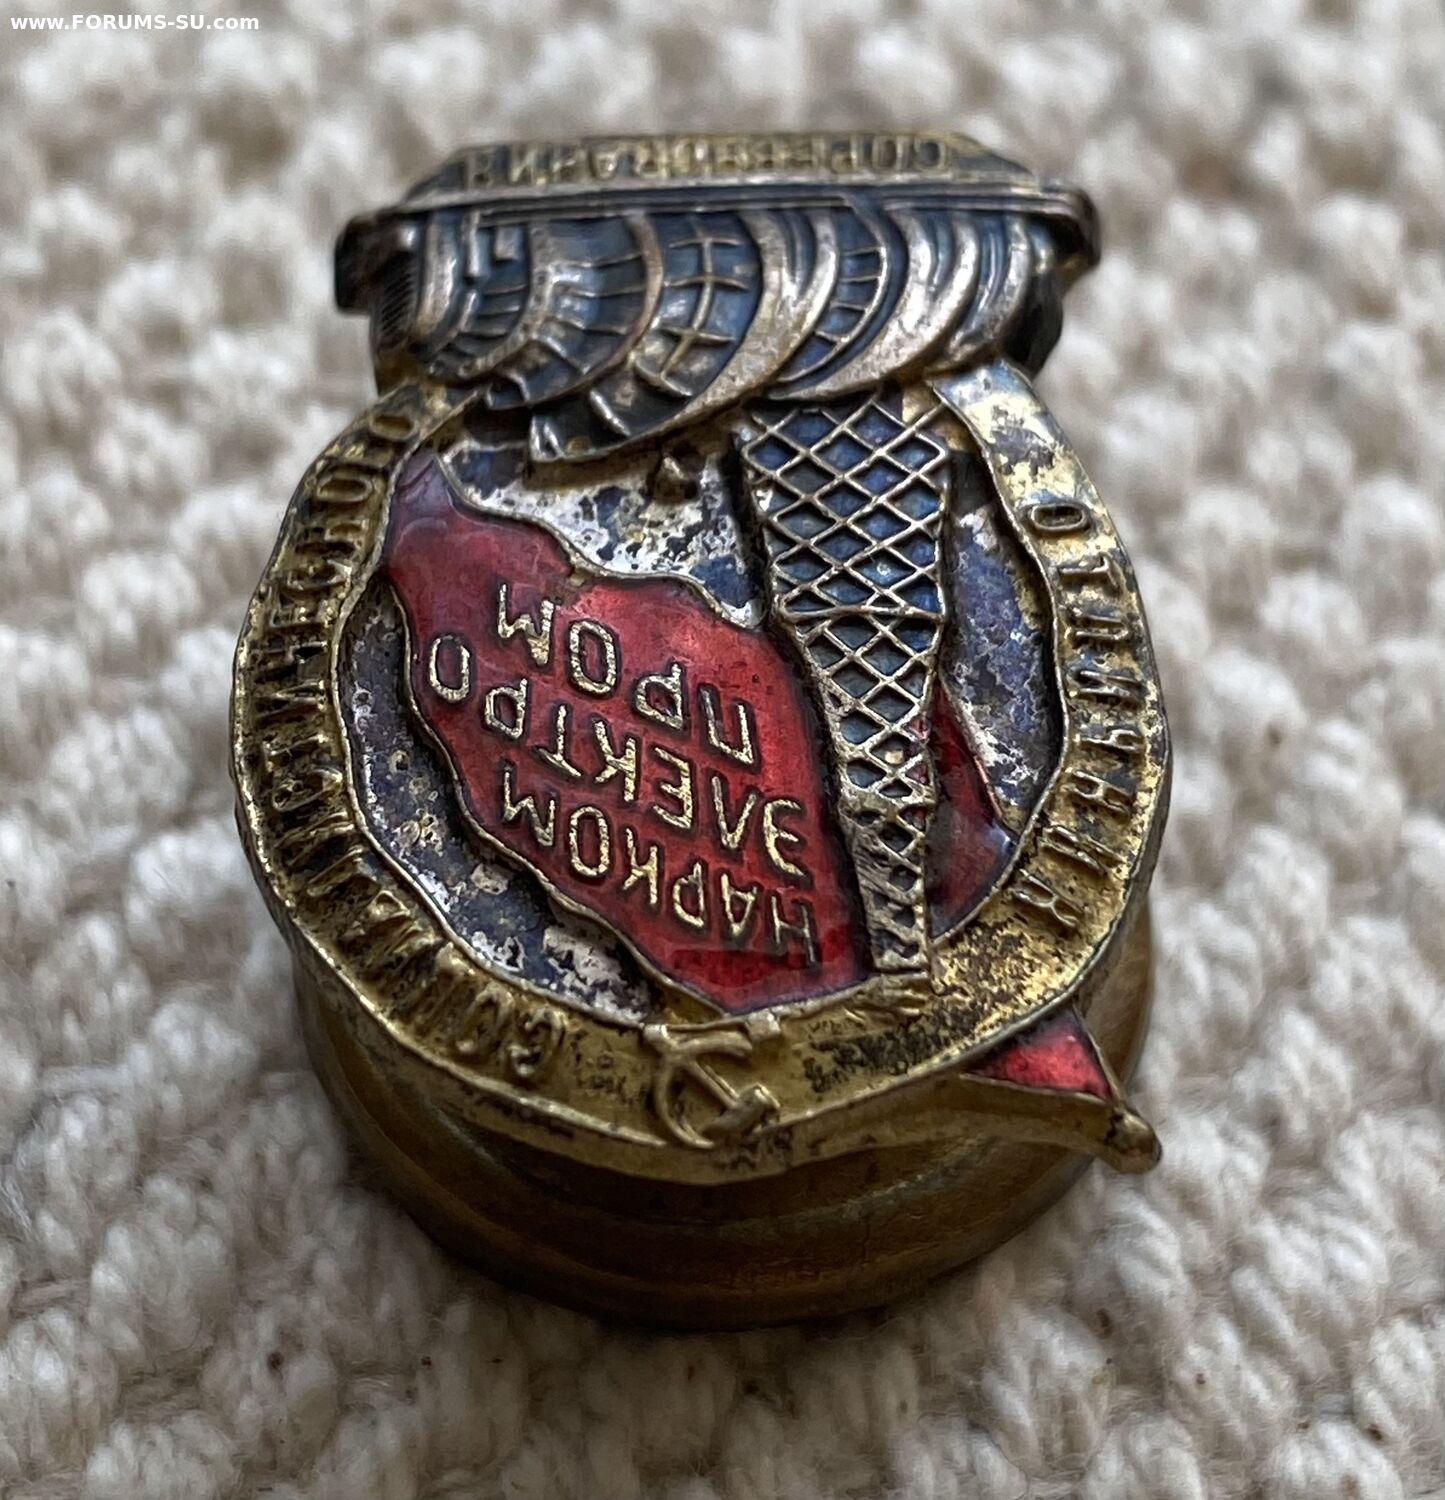 www.FORUMS-SU.com
ОТЛИЧНИК
СОЦИАЛИСТИЧЕСКОГО
НАРКОМ
ЭЛЕКТРО
ПРОМ
СОРЕВНОВАНИЯ